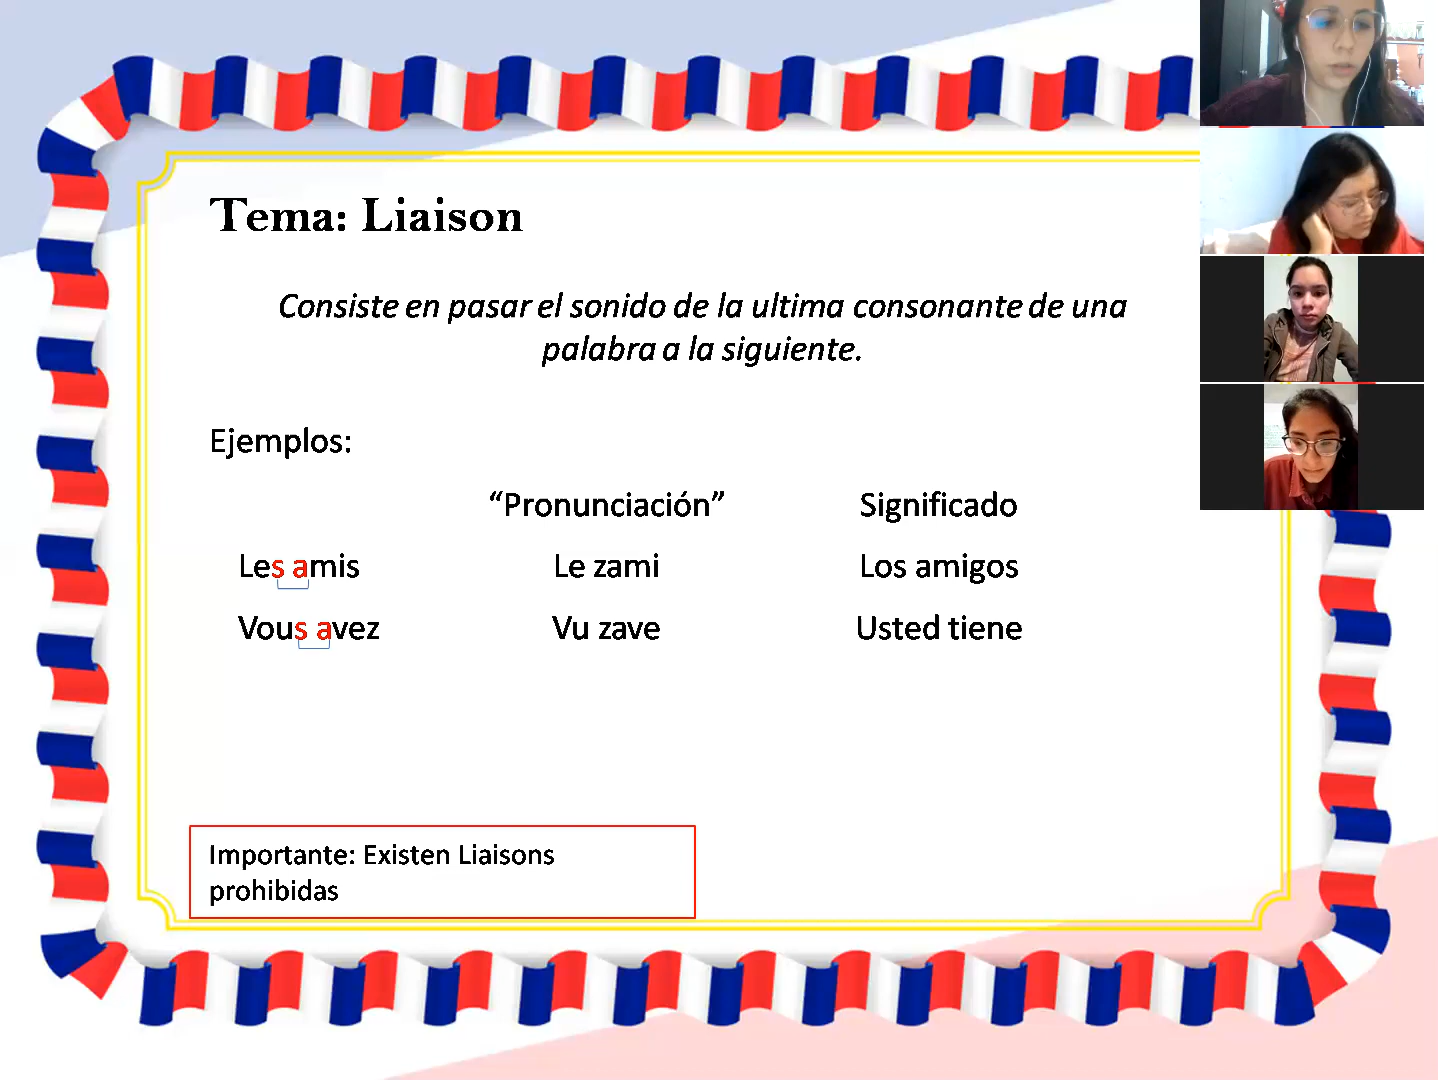 Tema: Liaison
Consiste en pasar el sonido de la ultima consonante de una
palabra a la siguiente.
Ejemplos:
“Pronunciación” Significado
Les amis Le zami Los amigos
Vous avez Vu zave Usted tiene
Importante: Existen Liaisons
prohibidas